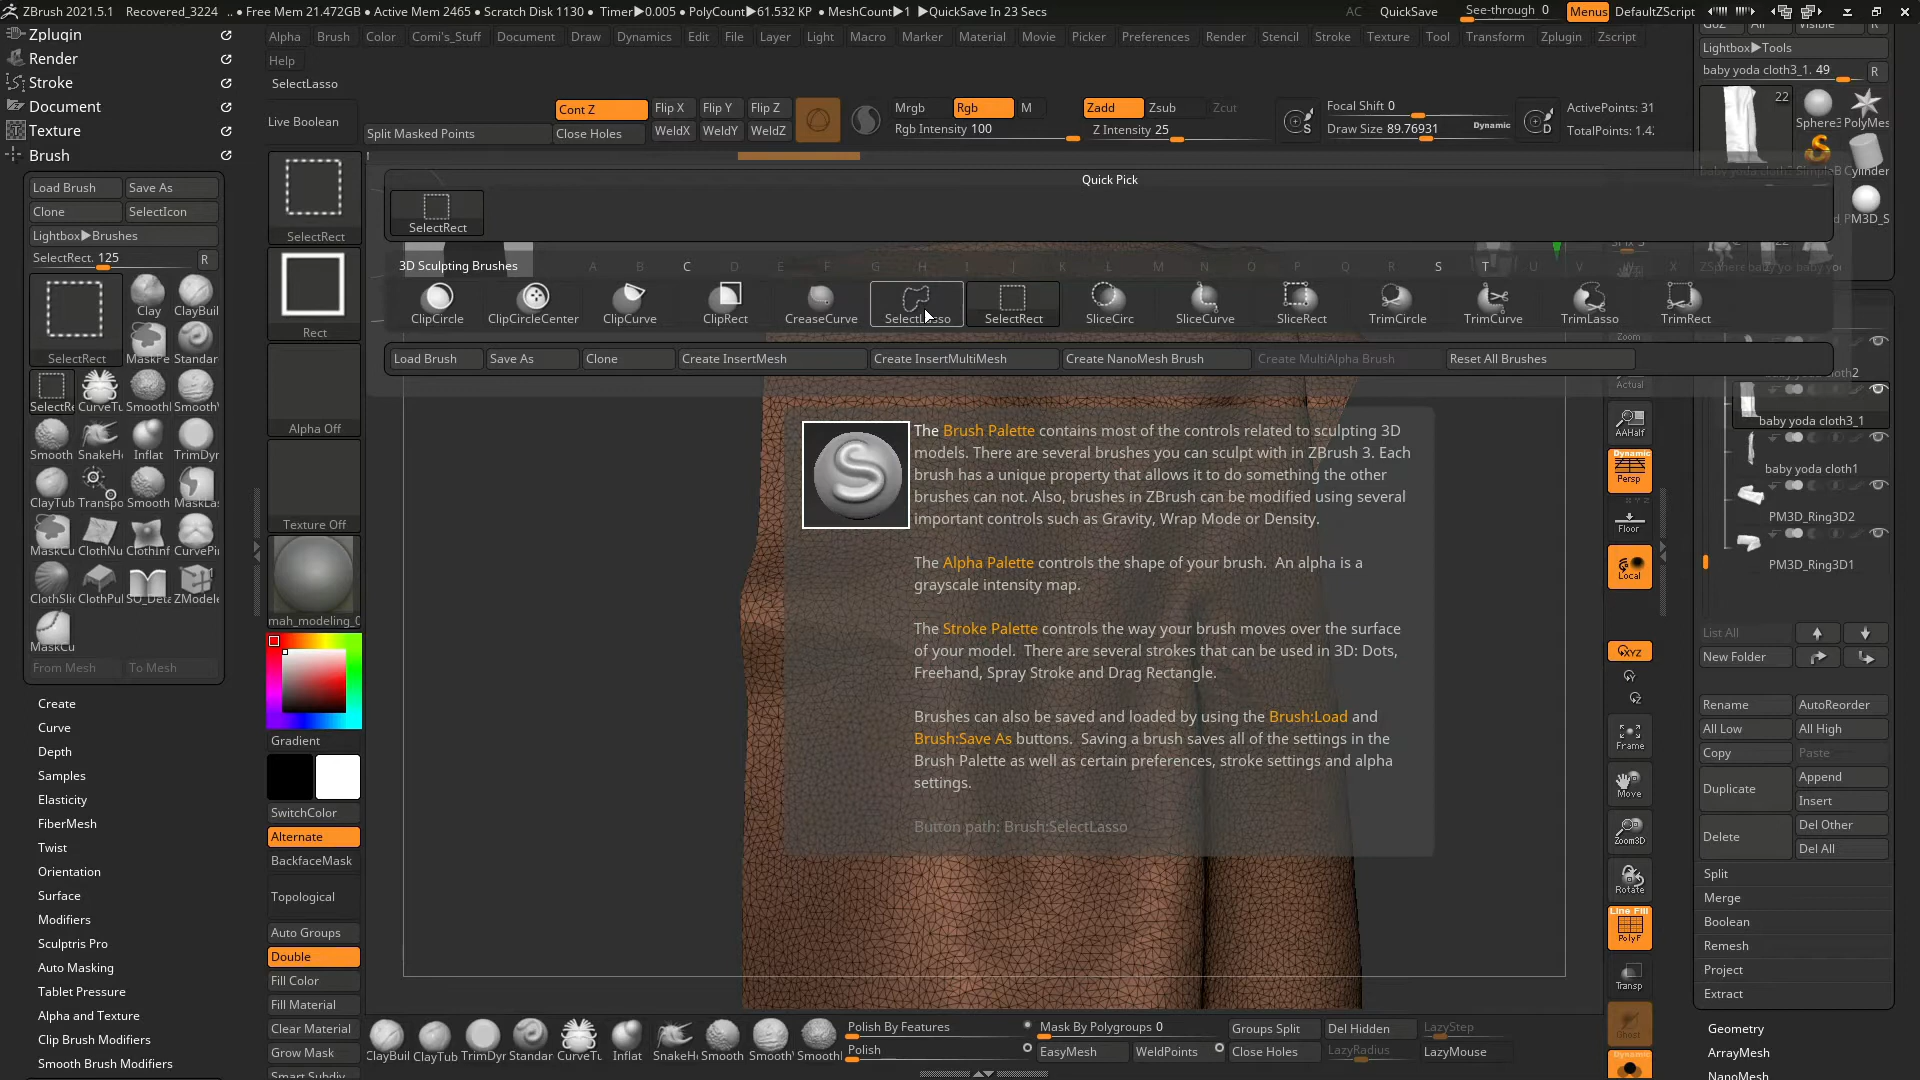 ZBrush 2021.5.1 Recovered_3224 .. • Free Mem 21.472GB • Active Mem 2465 • Scratch Disk 1130 • Timer▶0.005 • PolyCount▶61.532 KP • MeshCount▶1 ▶QuickSave In 23 Secs AC QuickSave See-through 0 Menus DefaultZScript
Zplugin
Render
Stroke
Document
Texture
Brush
Load Brush Save As
Clone SelectIcon
Lightbox▶Brushes
SelectRect. 125 R
SelectRect Clay ClayBuil
MaskPe Standar
SelectRe CurveTu Smooth
Smooth SnakeHo Inflat TrimDyr
ClayTub Transpo Smooth MaskLas
MaskCu ClothNu ClothInf CurvePin
ClothSli ClothPul ZModele
MaskCu
From Mesh To Mesh
Create
Curve
Depth
Samples
Elasticity
FiberMesh
Twist
Orientation
Surface
Modifiers
Sculptris Pro
Auto Masking
Tablet Pressure
Alpha and Texture
Clip Brush Modifiers
Smooth Brush Modifiers
Alpha Brush Color Comi's_Stuff Document Draw Dynamics Edit File Layer Light Macro Marker Material Movie Picker Preferences Render Stencil Stroke Texture Tool Transform Zplugin Zscript
Help
SelectLasso
Live Boolean Split Masked Points Cont Z Close Holes Flip X Flip Y Flip Z
WeldX WeldY WeldZ
Mrgb Rgb M
Rgb Intensity 100
Zadd Zsub Zcut
Z Intensity 25
S
Focal Shift 0
Draw Size 89.76931 Dynamic
D
ActivePoints: 31
TotalPoints: 1.4
SelectRect
Rect
Alpha Off
Texture Off
mah_modeling_0
Gradient
SwitchColor
Alternate
BackfaceMask
Topological
Auto Groups
Double
Fill Color
Fill Material
Clear Material
Grow Mask
Smart Subdiv
Quick Pick
SelectRect
3D Sculpting Brushes A B C D E F G H I J K L M N O P Q R S T U V W X
ClipCircle ClipCircleCenter ClipCurve ClipRect CreaseCurve SelectLasso SelectRect SliceCirc SliceCurve SliceRect TrimCircle TrimCurve TrimLasso TrimRect
Load Brush Save As Clone Create InsertMesh Create InsertMultiMesh Create NanoMesh Brush Create MultiAlpha Brush Reset All Brushes
The Brush Palette contains most of the controls related to sculpting 3D
models. There are several brushes you can sculpt with in ZBrush 3. Each
brush has a unique property that allows it to do something the other
brushes can not. Also, brushes in ZBrush can be modified using several
important controls such as Gravity, Wrap Mode or Density.
The Alpha Palette controls the shape of your brush. An alpha is a
grayscale intensity map.
The Stroke Palette controls the way your brush moves over the surface
of your model. There are several strokes that can be used in 3D: Dots,
Freehand, Spray Stroke and Drag Rectangle.
Brushes can also be saved and loaded by using the Brush:Load and
Brush:Save As buttons. Saving a brush saves all of the settings in the
Brush Palette as well as certain preferences, stroke settings and alpha
settings.
Button path: Brush:SelectLasso
ClayBuil ClayTub TrimDyr Standar CurveTu Inflat SnakeHo Smooth Smooth Smooth
Polish By Features
Polish
Mask By Polygroups 0
EasyMesh WeldPoints
Groups Split Del Hidden
Close Holes
LazyStep
LazyRadius LazyMouse
Zoom
Actual
AAHalf
Dynamic
Persp
Floor
Local
XYZ
Frame
Move
Zoom3D
Rotate
Line Fill
PolyF
Transp
Ghost
Dynamic
GoZ All Visible R
Lightbox▶Tools
baby yoda cloth3_1. 49 R
22
Sphere3 PolyMes
SimpleB Cylinder
PM3D_S
baby yoda cloth3_1
baby yoda cloth1
PM3D_Ring3D2
PM3D_Ring3D1
List All
New Folder
Rename AutoReorder
All Low All High
Copy Paste
Duplicate Append
Insert
Delete Del Other
Del All
Split
Merge
Boolean
Remesh
Project
Extract
Geometry
ArrayMesh
NanoMesh